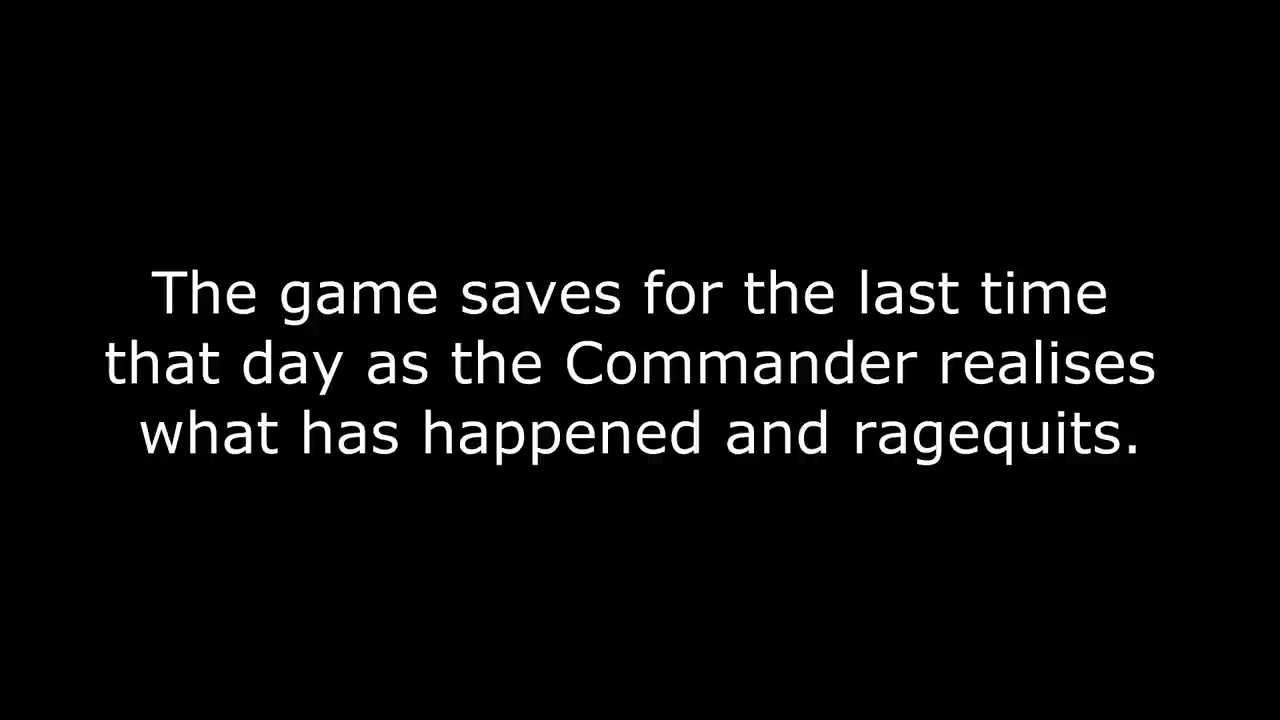 The game saves for the last time
that day as the Commander realises
what has happened and ragequits.